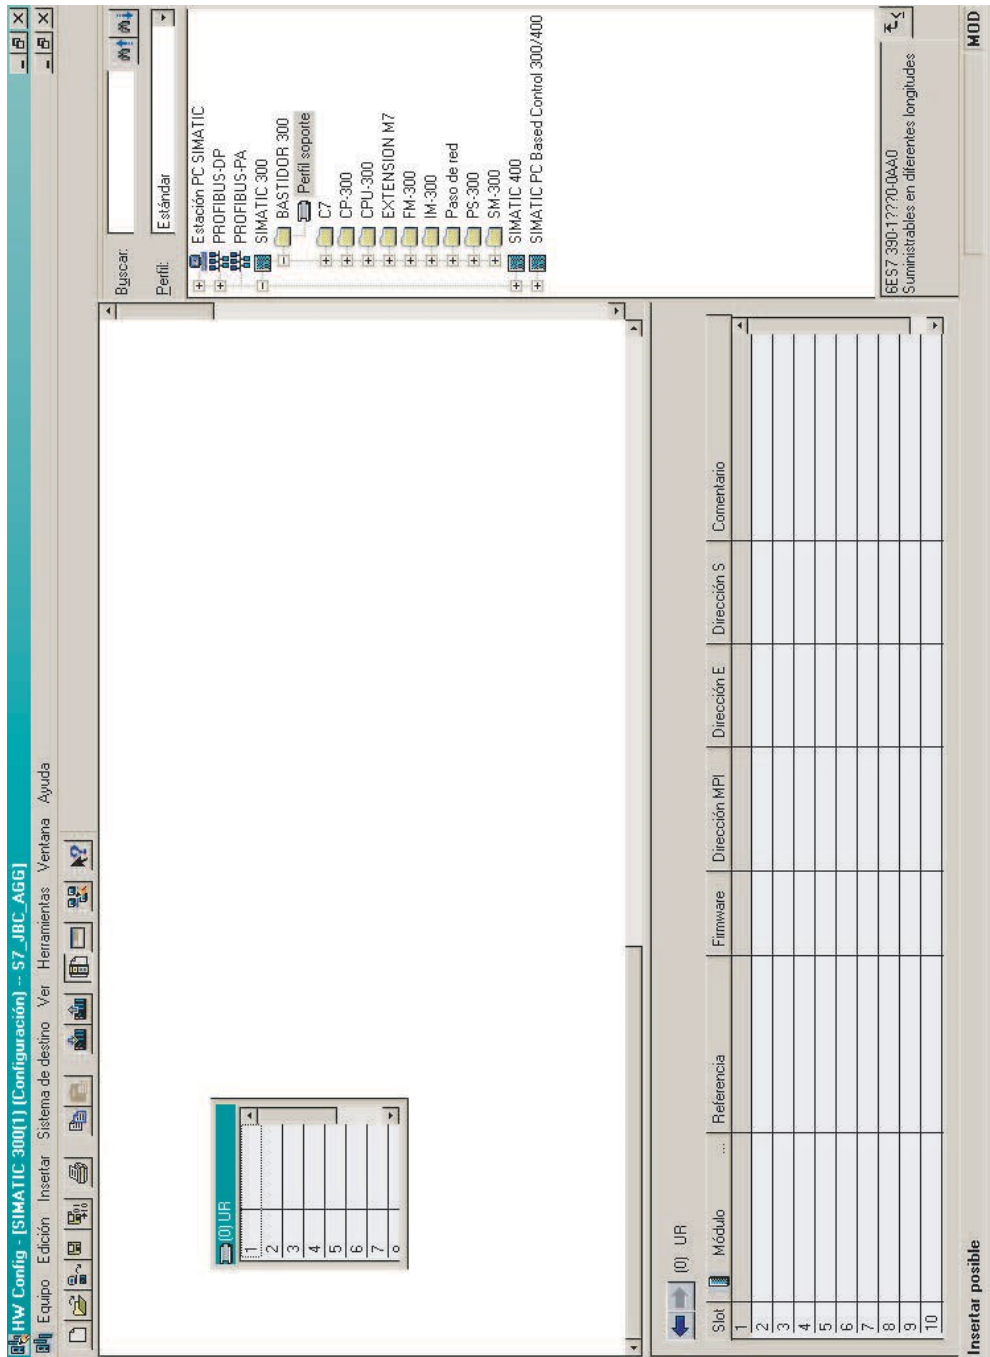 HW Config - [SIMATIC 300(1) (Configuración) -- S7_JBC_AGG]
Equipo Edición Insertar Sistema de destino Ver Herramientas Ventana Ayuda
Buscar:
Perfil: Estándar
Estación PC SIMATIC
PROFIBUS-DP
PROFIBUS-PA
SIMATIC 300
BASTIDOR 300
Perfil soporte
C7
CP-300
CPU-300
EXTENSION M7
FM-300
IM-300
Paso de red
PS-300
SM-300
SIMATIC 400
SIMATIC PC Based Control 300/400
(0) UR
1
2
3
4
5
6
7
8
(0) UR
Slot Módulo ... Referencia Firmware Dirección MPI Dirección E Dirección S Comentario
1
2
3
4
5
6
7
8
9
10
6ES7 390-1???0-0AA0
Suministrables en diferentes longitudes
Insertar posible MOD